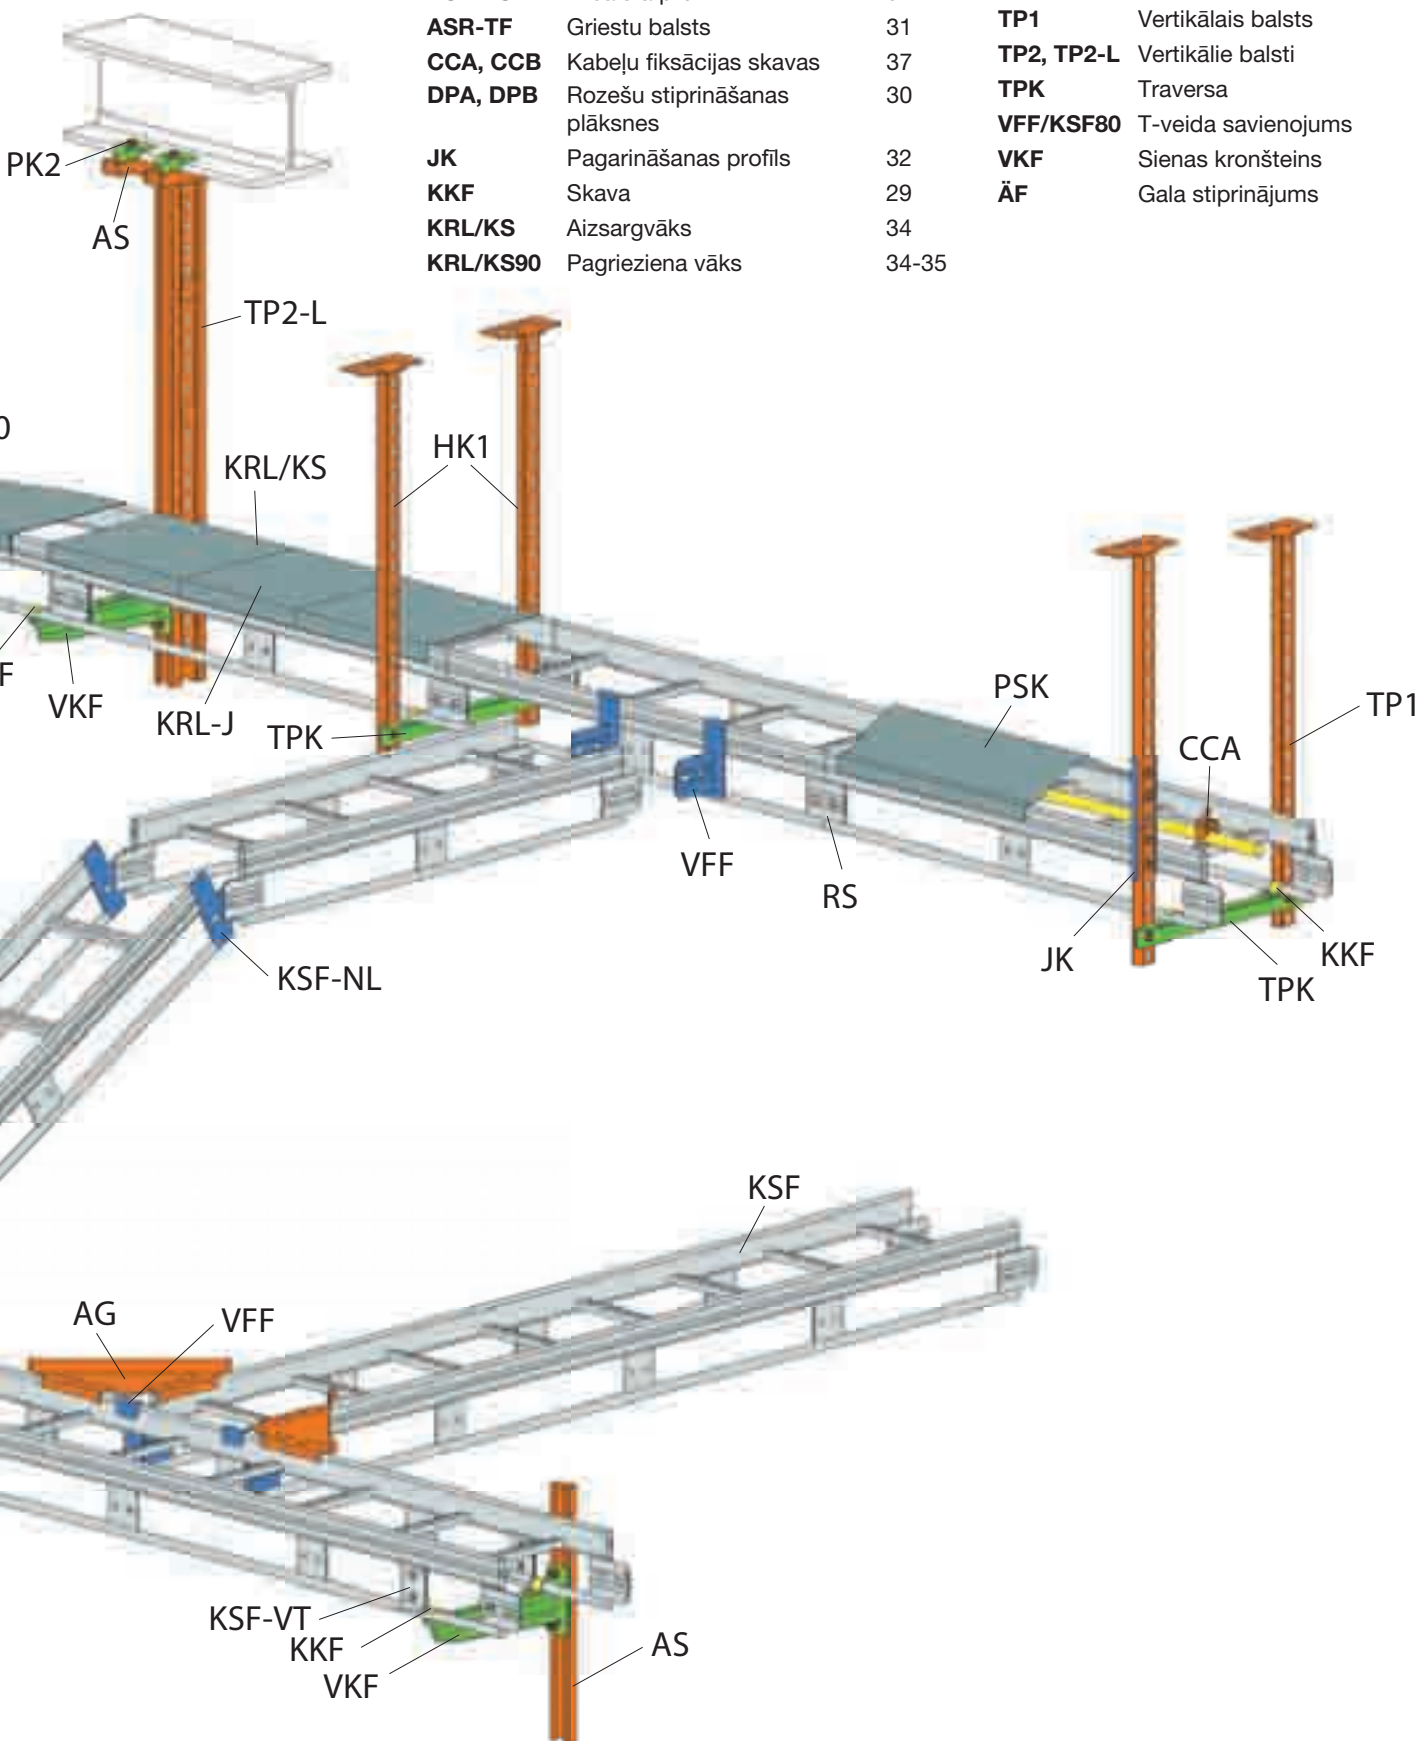 ASR-TF Griestu balsts 31
CCA, CCB Kabeļu fiksācijas skavas 37
DPA, DPB Rozešu stiprināšanas 30
plāksnes
JK Pagarināšanas profīls 32
KKF Skava 29
KRL/KS Aizsargvāks 34
KRL/KS90 Pagrieziena vāks 34-35
TP1 Vertikālais balsts
TP2, TP2-L Vertikālie balsti
TPK Traversa
VFF/KSF80 T-veida savienojums
VKF Sienas kronšteins
ÄF Gala stiprinājums
PK2
AS
TP2-L
HK1
KRL/KS
VKF
KRL-J
TPK
PSK
TP1
CCA
VFF
RS
JK
KKF
TPK
KSF-NL
KSF
AG
VFF
KSF-VT
KKF
VKF
AS